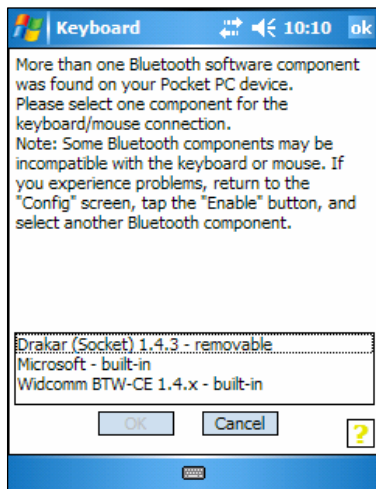 Keyboard 10:10 ok
More than one Bluetooth software component
was found on your Pocket PC device.
Please select one component for the
keyboard/mouse connection.
Note: Some Bluetooth components may be
incompatible with the keyboard or mouse. If
you experience problems, return to the
"Config" screen, tap the "Enable" button, and
select another Bluetooth component.
Drakar (Socket) 1.4.3 - removable
Microsoft - built-in
Widcomm BTW-CE 1.4.x - built-in
OK Cancel ?